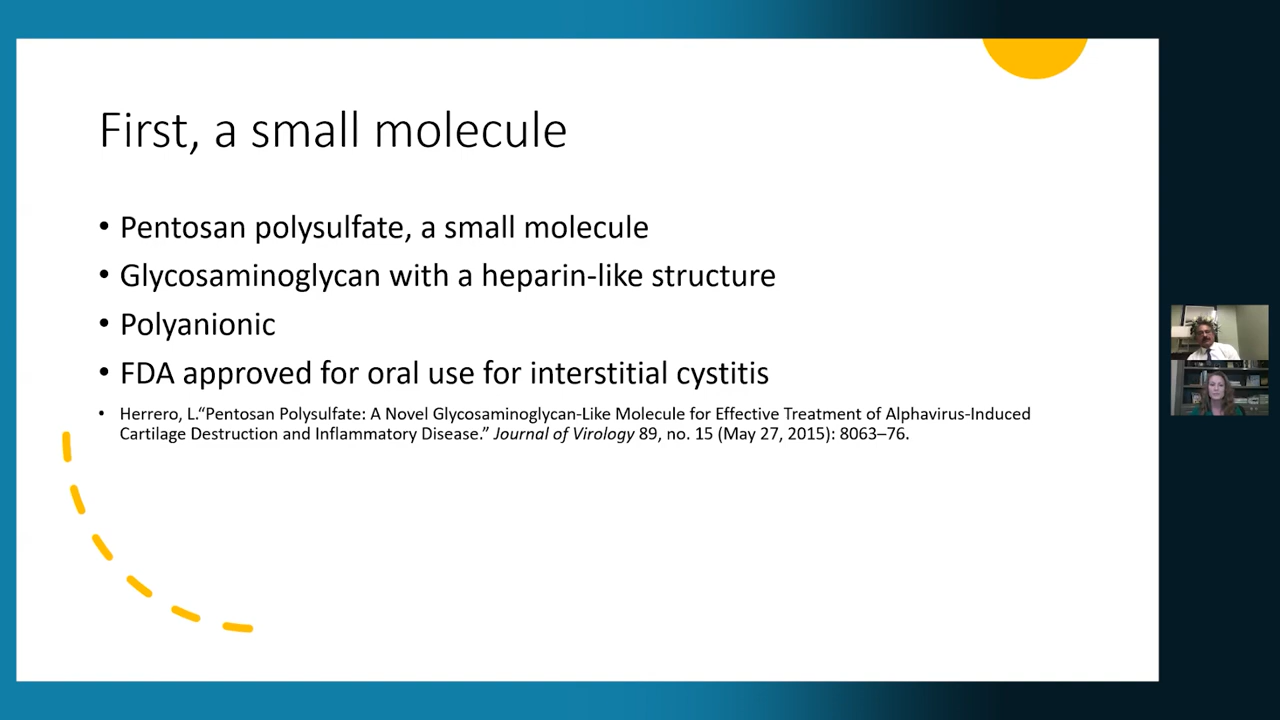 First, a small molecule
• Pentosan polysulfate, a small molecule
• Glycosaminoglycan with a heparin-like structure
• Polyanionic
• FDA approved for oral use for interstitial cystitis
• Herrero, L.“Pentosan Polysulfate: A Novel Glycosaminoglycan-Like Molecule for Effective Treatment of Alphavirus-Induced
Cartilage Destruction and Inflammatory Disease.” Journal of Virology 89, no. 15 (May 27, 2015): 8063–76.